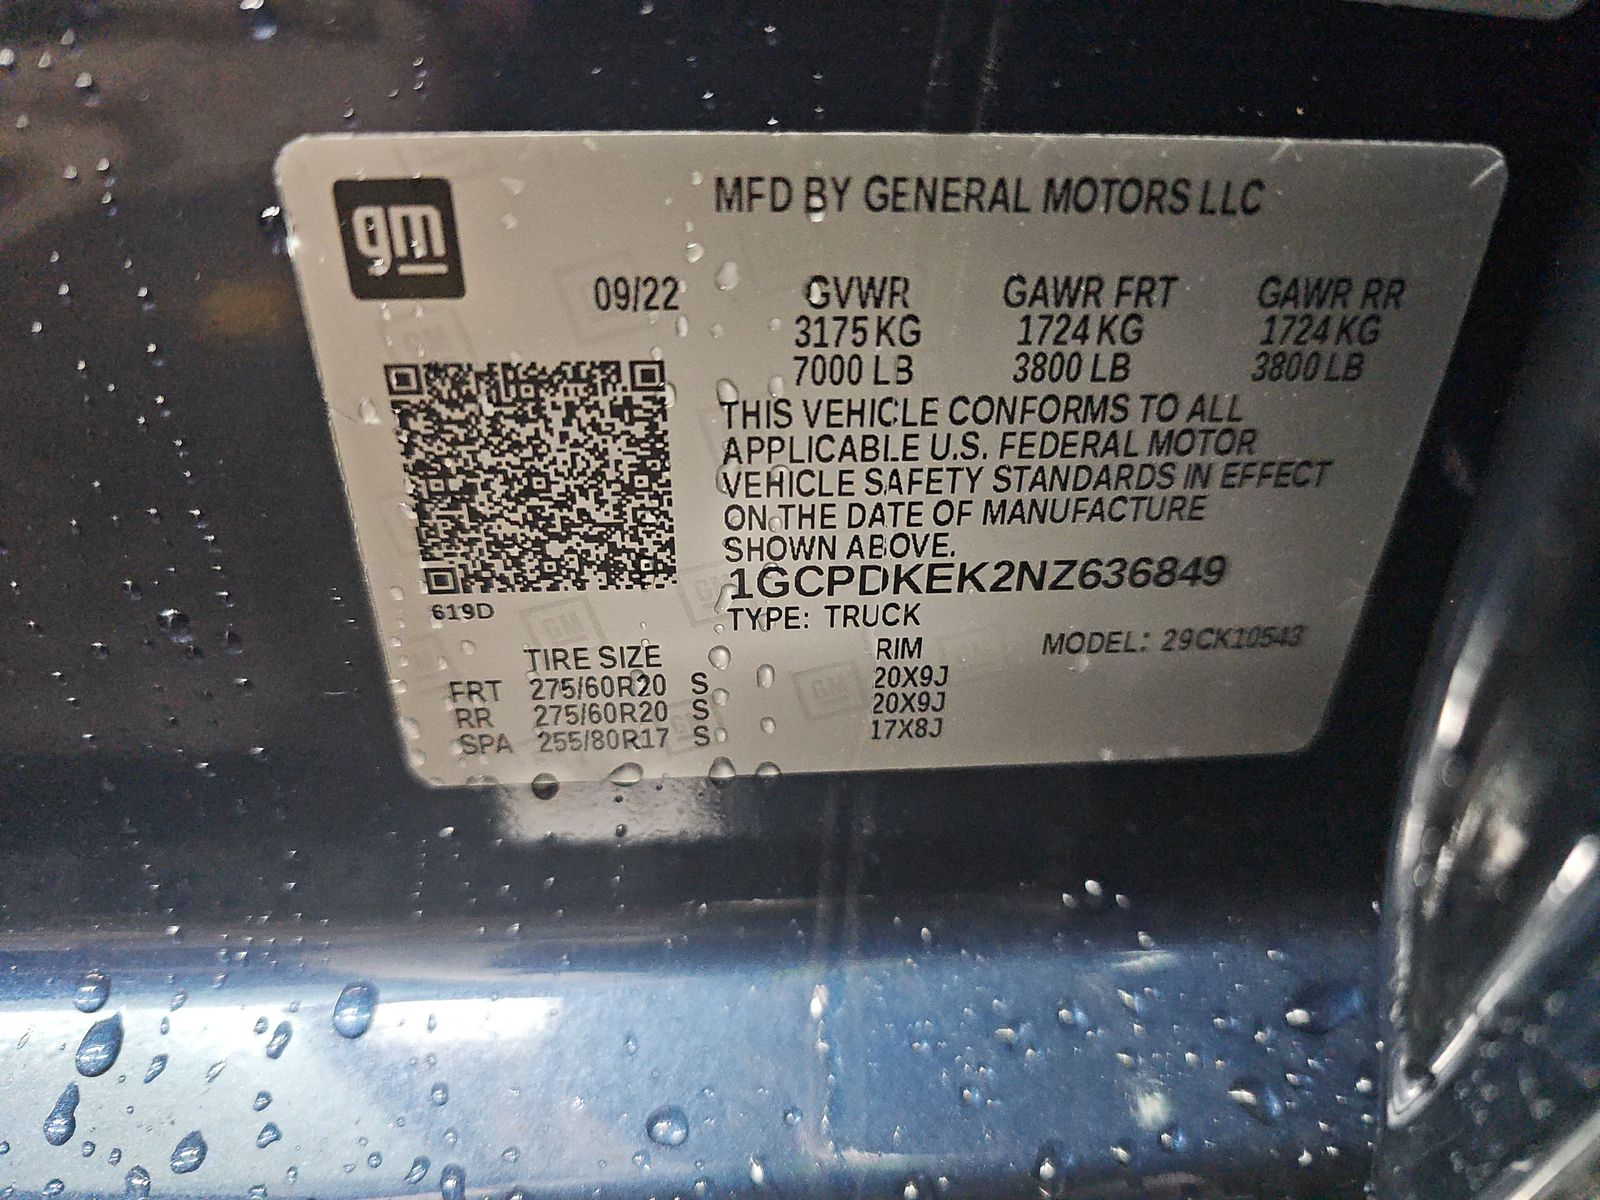 gm
MFD BY GENERAL MOTORS LLC
09/22 GVWR GAWR FRT GAWR RR
3175 KG 1724 KG 1724 KG
7000 LB 3800 LB 3800 LB
THIS VEHICLE CONFORMS TO ALL
APPLICABLE U.S. FEDERAL MOTOR
VEHICLE SAFETY STANDARDS IN EFFECT
ON THE DATE OF MANUFACTURE
SHOWN ABOVE.
1GCPDKEK2NZ636849
619D
TYPE: TRUCK
MODEL: 29CK10543
TIRE SIZE RIM
FRT 275/60R20 S 20X9J
RR 275/60R20 S 20X9J
SPA 255/80R17 S 17X8J